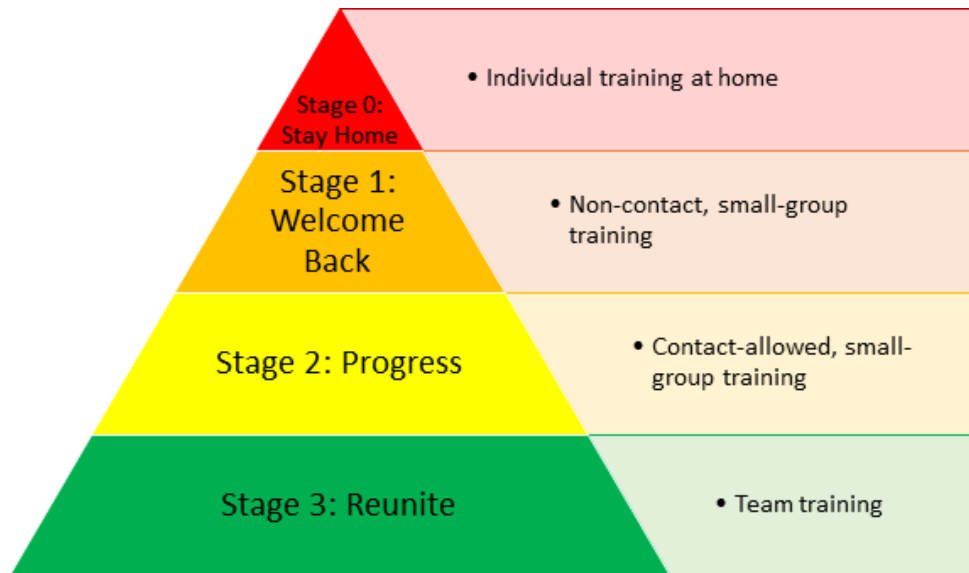 Stage 0:
Stay Home
• Individual training at home
Stage 1:
Welcome
Back
• Non-contact, small-group
training
Stage 2: Progress
• Contact-allowed, small-
group training
Stage 3: Reunite
• Team training